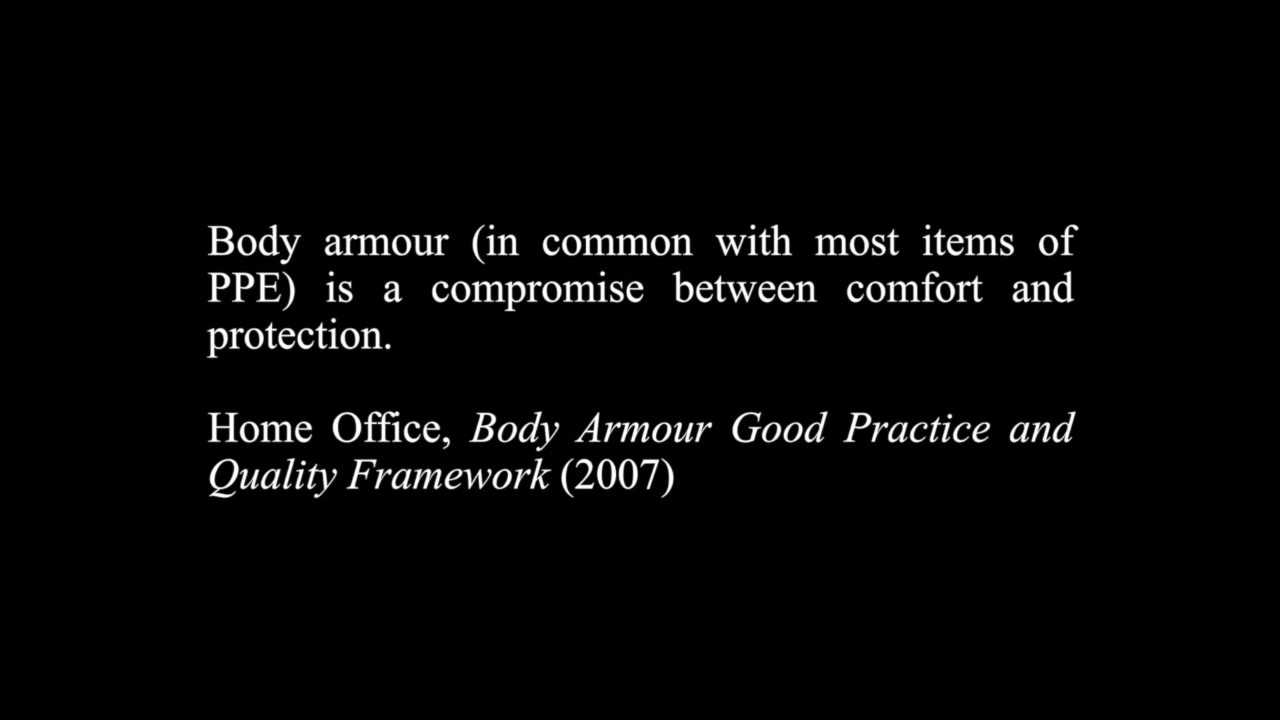 Body armour (in common with most items of
PPE) is a compromise between comfort and
protection.
Home Office, Body Armour Good Practice and
Quality Framework (2007)